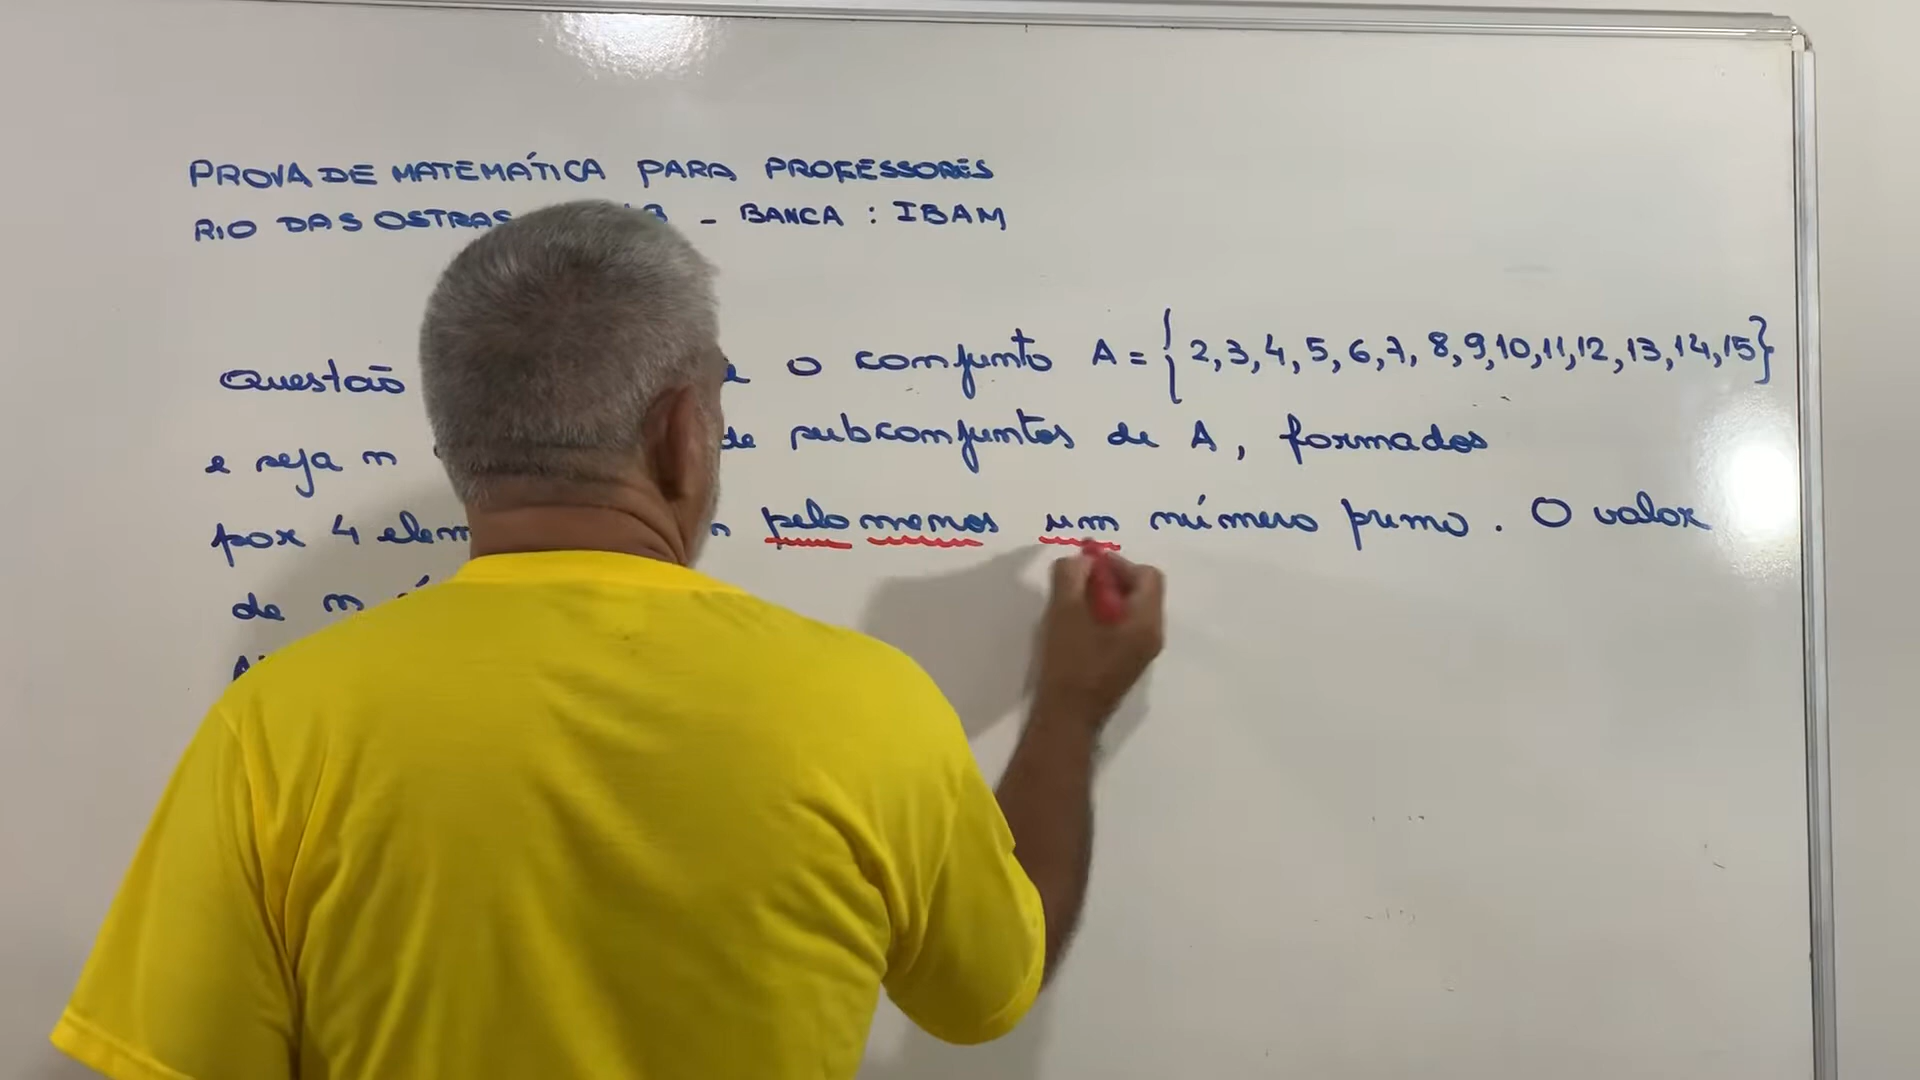 PROVA DE MATEMÁTICA PARA PROFESSORES
RIO DAS OSTRAS - BANCA : IBAM
Questão o conjunto A = { 2, 3, 4, 5, 6, 7, 8, 9, 10, 11, 12, 13, 14, 15 }
e seja n de subconjuntos de A, formados
por 4 pelo menos um número primo. O valor
de n